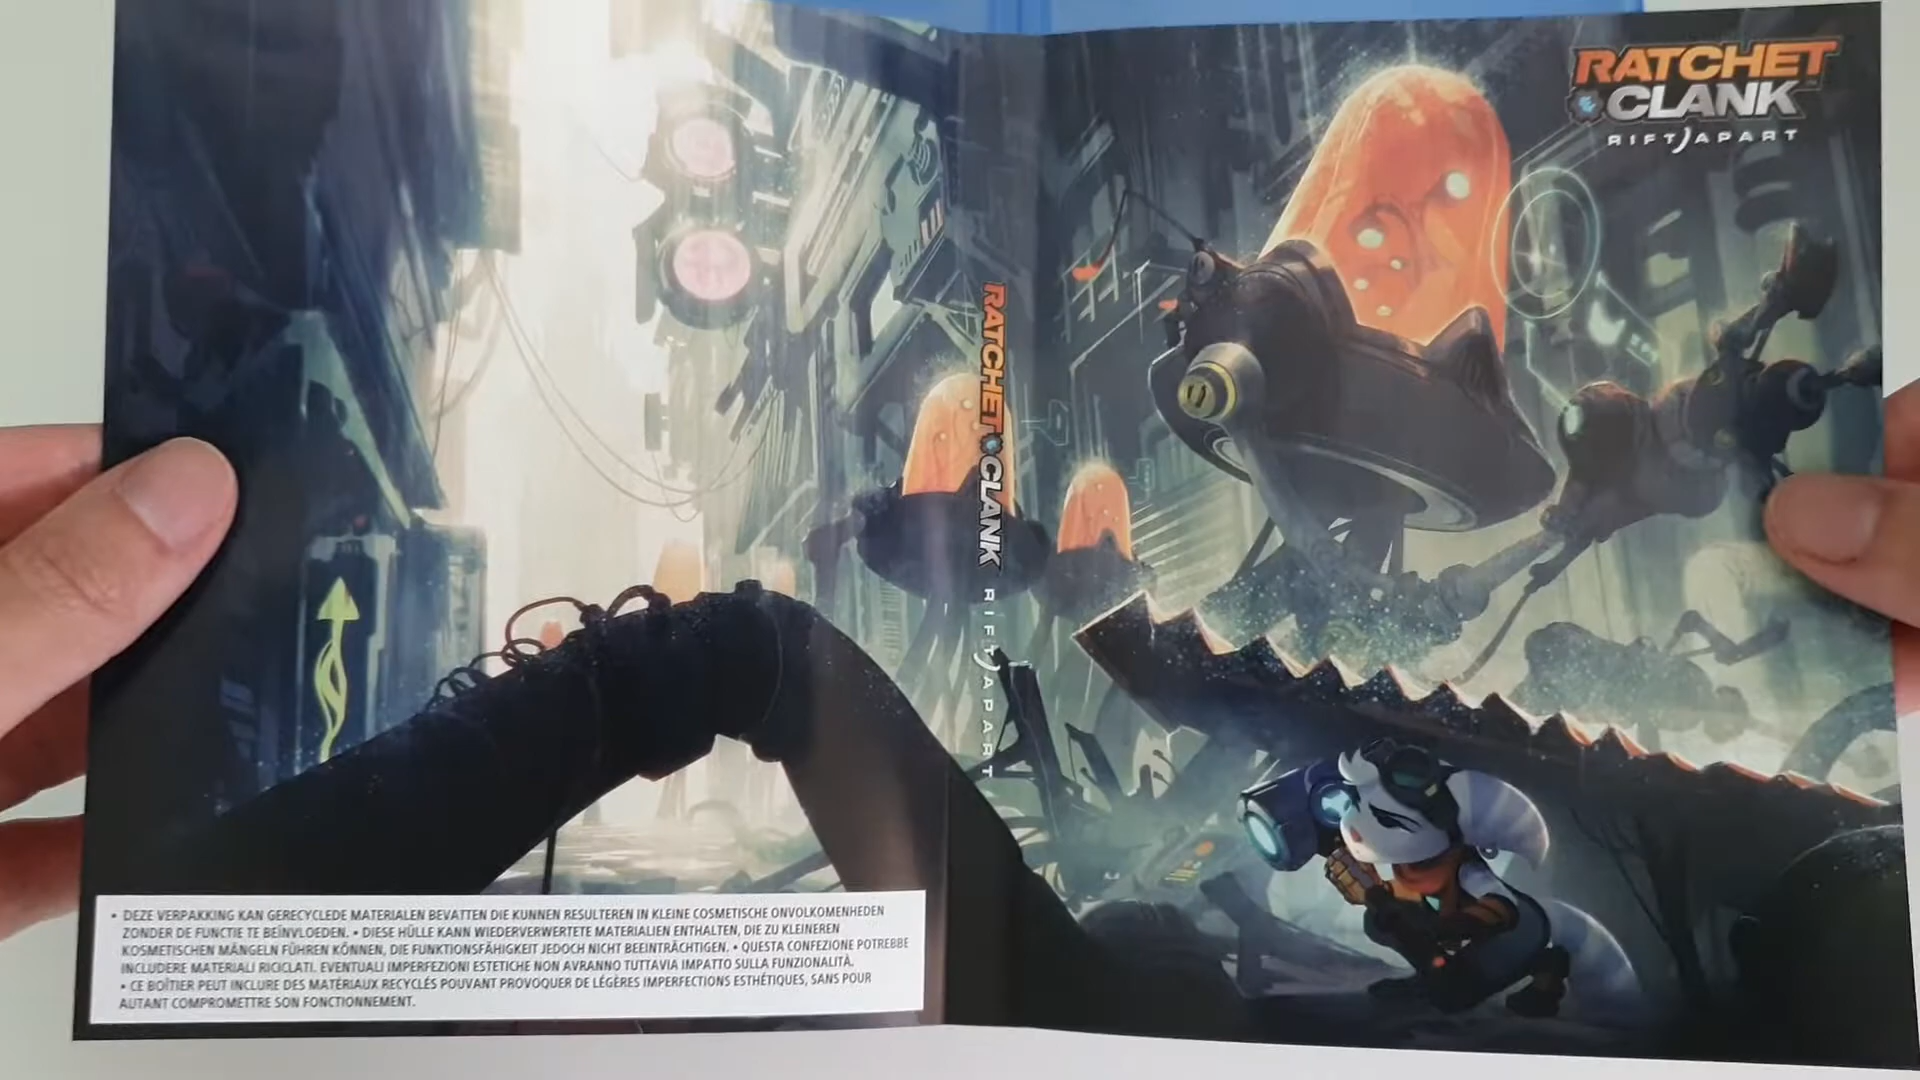 RATCHET
CLANK
RIFT APART
RATCHET CLANK RIFT APART
• DEZE VERPAKKING KAN GERECYCLEDE MATERIALEN BEVATTEN DIE KUNNEN RESULTEREN IN KLEINE COSMETISCHE ONVOLKOMENHEDEN
ZONDER DE FUNCTIE TE BEÏNVLOEDEN. • DIESE HÜLLE KANN WIEDERVERWERTETE MATERIALIEN ENTHALTEN, DIE ZU KLEINEREN
KOSMETISCHEN MÄNGELN FÜHREN KÖNNEN, DIE FUNKTIONSFÄHIGKEIT JEDOCH NICHT BEEINTRÄCHTIGEN. • QUESTA CONFEZIONE POTREBBE
INCLUDERE MATERIALI RICICLATI. EVENTUALI IMPERFEZIONI ESTETICHE NON AVRANNO TUTTAVIA IMPATTO SULLA FUNZIONALITÀ.
• CE BOÎTIER PEUT INCLURE DES MATÉRIAUX RECYCLÉS POUVANT PROVOQUER DE LÉGÈRES IMPERFECTIONS ESTHÉTIQUES, SANS POUR
AUTANT COMPROMETTRE SON FONCTIONNEMENT.